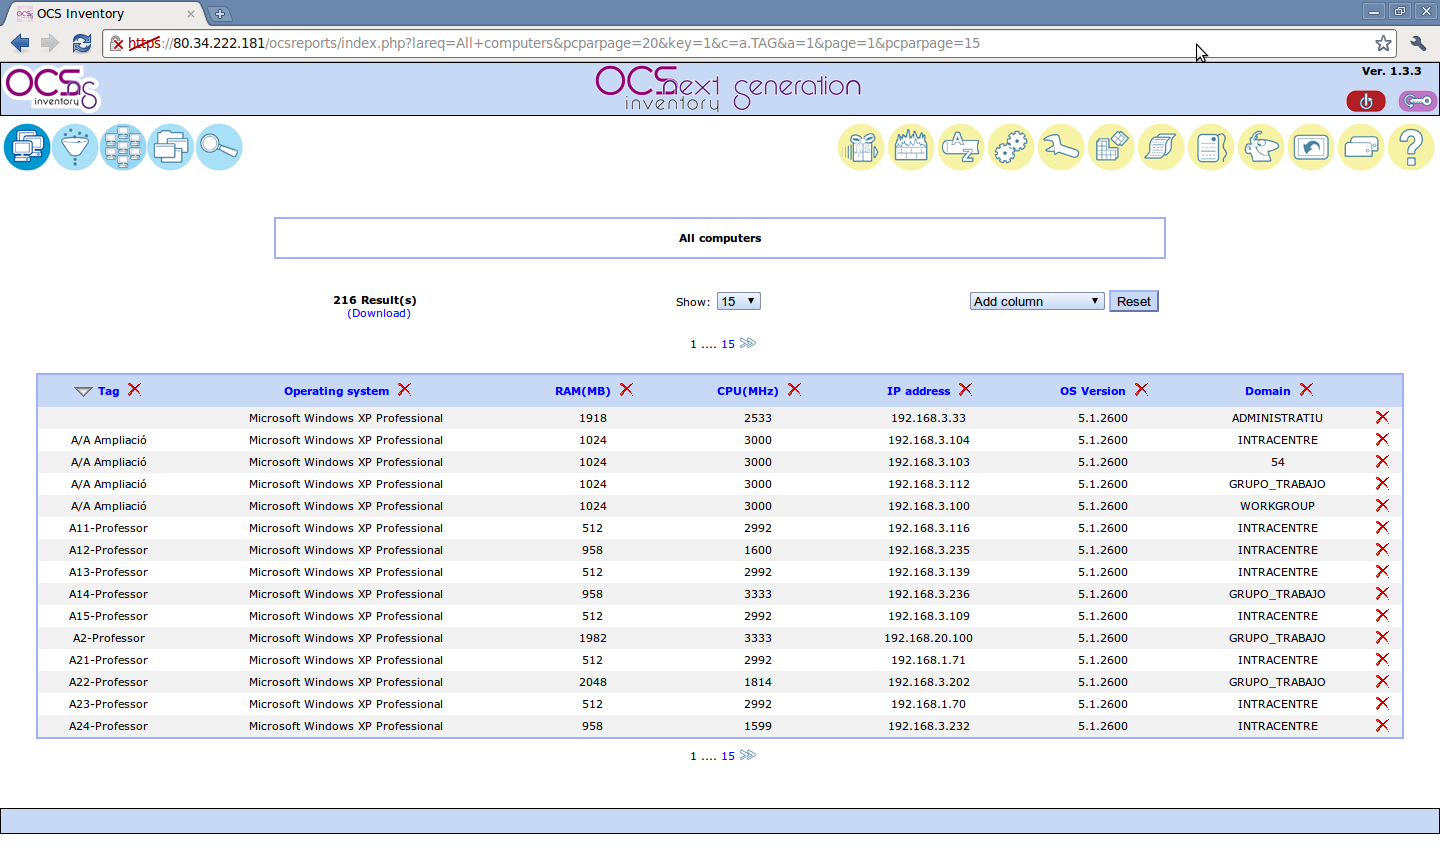 OCS Inventory
https://80.34.222.181/ocsreports/index.php?lareq=All+computers&pcparpage=20&key=1&c=a.TAG&a=1&page=1&pcparpage=15
OCS ng inventory
OCS next generation inventory
Ver. 1.3.3
All computers
216 Result(s)
(Download)
Show: 15
Add column Reset
1 .... 15
Tag Operating system RAM(MB) CPU(MHz) IP address OS Version Domain
Microsoft Windows XP Professional 1918 2533 192.168.3.33 5.1.2600 ADMINISTRATIU
A/A Ampliació Microsoft Windows XP Professional 1024 3000 192.168.3.104 5.1.2600 INTRACENTRE
A/A Ampliació Microsoft Windows XP Professional 1024 3000 192.168.3.103 5.1.2600 54
A/A Ampliació Microsoft Windows XP Professional 1024 3000 192.168.3.112 5.1.2600 GRUPO_TRABAJO
A/A Ampliació Microsoft Windows XP Professional 1024 3000 192.168.3.100 5.1.2600 WORKGROUP
A11-Professor Microsoft Windows XP Professional 512 2992 192.168.3.116 5.1.2600 INTRACENTRE
A12-Professor Microsoft Windows XP Professional 958 1600 192.168.3.235 5.1.2600 INTRACENTRE
A13-Professor Microsoft Windows XP Professional 512 2992 192.168.3.139 5.1.2600 INTRACENTRE
A14-Professor Microsoft Windows XP Professional 958 3333 192.168.3.236 5.1.2600 GRUPO_TRABAJO
A15-Professor Microsoft Windows XP Professional 512 2992 192.168.3.109 5.1.2600 INTRACENTRE
A2-Professor Microsoft Windows XP Professional 1982 3333 192.168.20.100 5.1.2600 GRUPO_TRABAJO
A21-Professor Microsoft Windows XP Professional 512 2992 192.168.1.71 5.1.2600 INTRACENTRE
A22-Professor Microsoft Windows XP Professional 2048 1814 192.168.3.202 5.1.2600 GRUPO_TRABAJO
A23-Professor Microsoft Windows XP Professional 512 2992 192.168.1.70 5.1.2600 INTRACENTRE
A24-Professor Microsoft Windows XP Professional 958 1599 192.168.3.232 5.1.2600 INTRACENTRE
1 .... 15